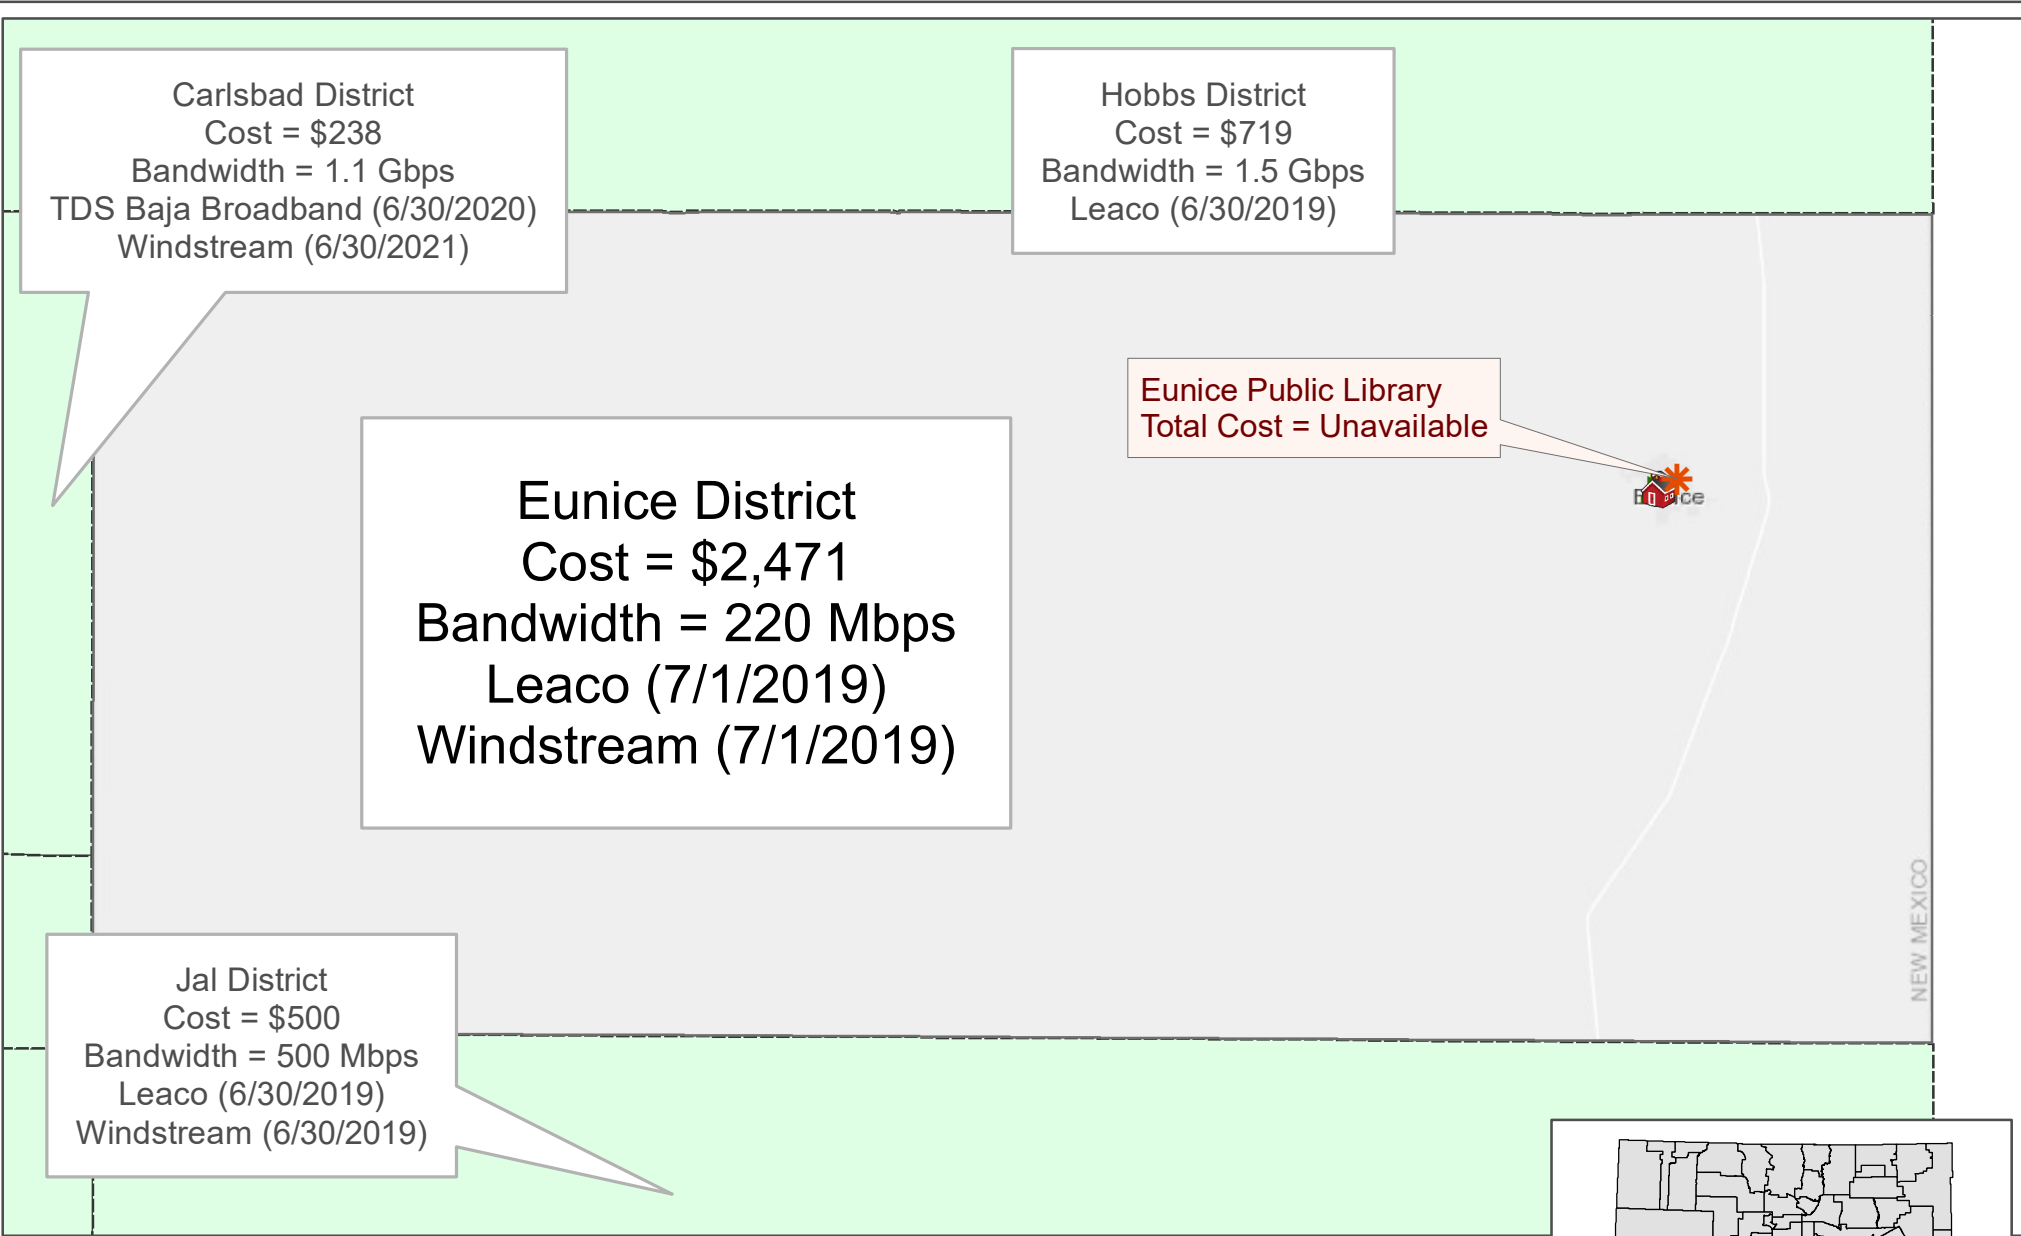 Carlsbad District
Cost = $238
Bandwidth = 1.1 Gbps
TDS Baja Broadband (6/30/2020)
Windstream (6/30/2021)
Hobbs District
Cost = $719
Bandwidth = 1.5 Gbps
Leaco (6/30/2019)
Eunice Public Library
Total Cost = Unavailable
Eunice District
Cost = $2,471
Bandwidth = 220 Mbps
Leaco (7/1/2019)
Windstream (7/1/2019)
NEW MEXICO
Jal District
Cost = $500
Bandwidth = 500 Mbps
Leaco (6/30/2019)
Windstream (6/30/2019)